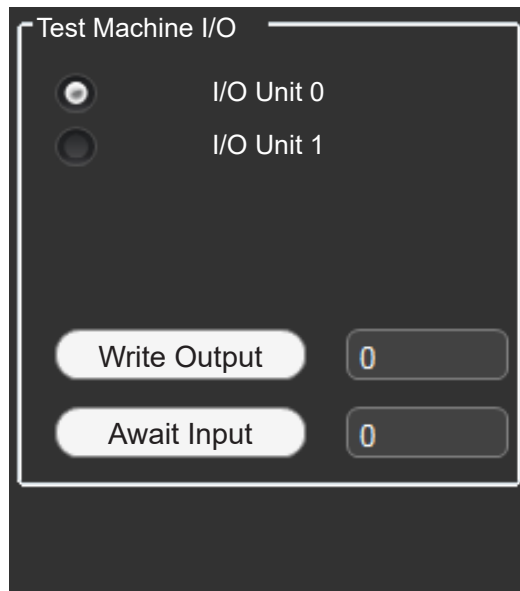 Test Machine I/O
I/O Unit 0
I/O Unit 1
Write Output 0
Await Input 0